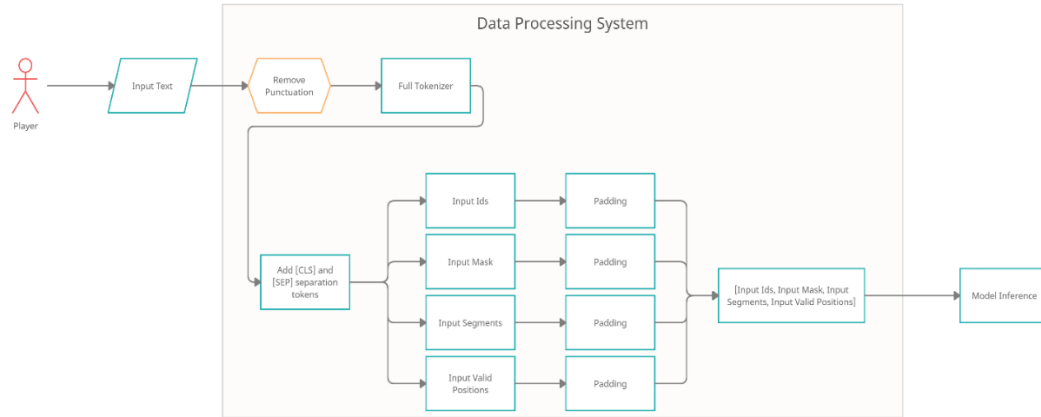 Data Processing System
Player
Input Text
Remove
Punctuation
Full Tokenizer
Add [CLS] and
[SEP] separation
tokens
Input Ids
Padding
Input Mask
Padding
Input Segments
Padding
Input Valid
Positions
Padding
[Input Ids, Input Mask, Input
Segments, Input Valid Positions]
Model Inference